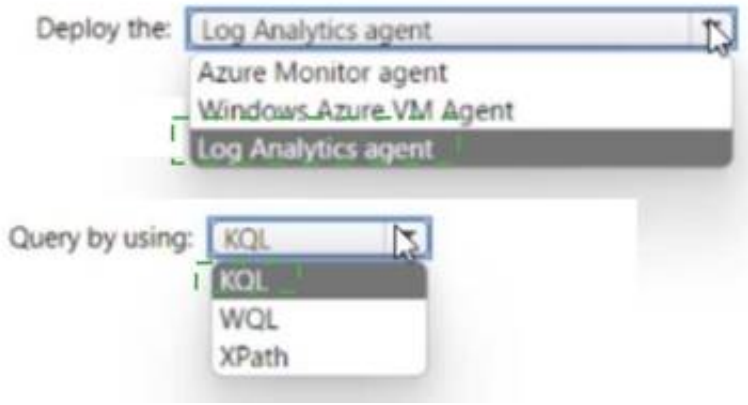 Deploy the: Log Analytics agent
Azure Monitor agent
Windows Azure VM Agent
Log Analytics agent
Query by using: KQL
KQL
WQL
XPath